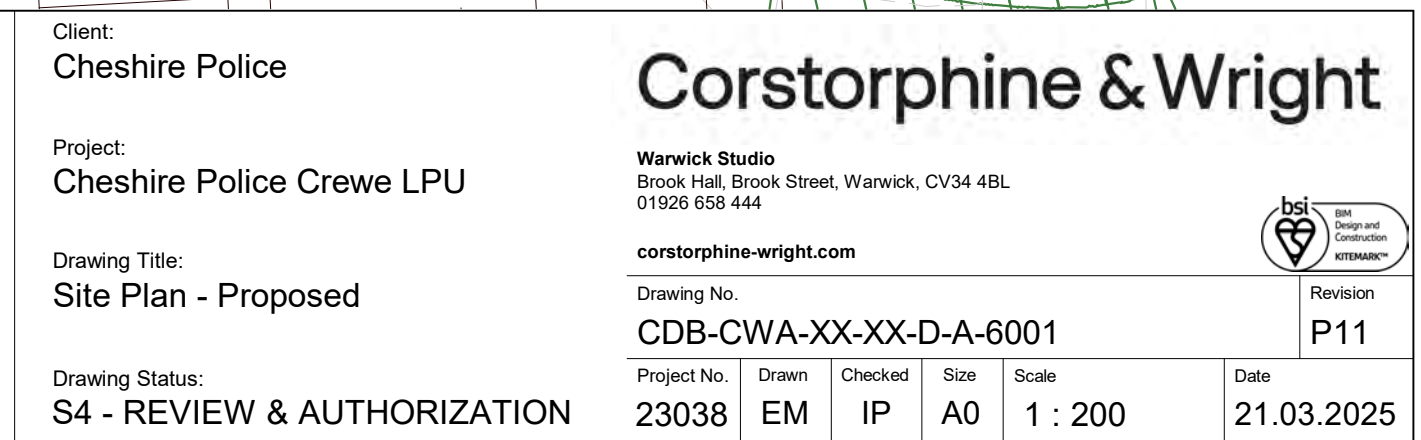 Client:
Cheshire Police
Project:
Cheshire Police Crewe LPU
Drawing Title:
Site Plan - Proposed
Drawing Status:
S4 - REVIEW & AUTHORIZATION
Corstorphine & Wright
Warwick Studio
Brook Hall, Brook Street, Warwick, CV34 4BL
01926 658 444
corstorphine-wright.com
bsi
BIM
Design and
Construction
KITEMARK™
Drawing No.
CDB-CWA-XX-XX-D-A-6001
Revision
P11
Project No.
23038
Drawn
EM
Checked
IP
Size
A0
Scale
1 : 200
Date
21.03.2025